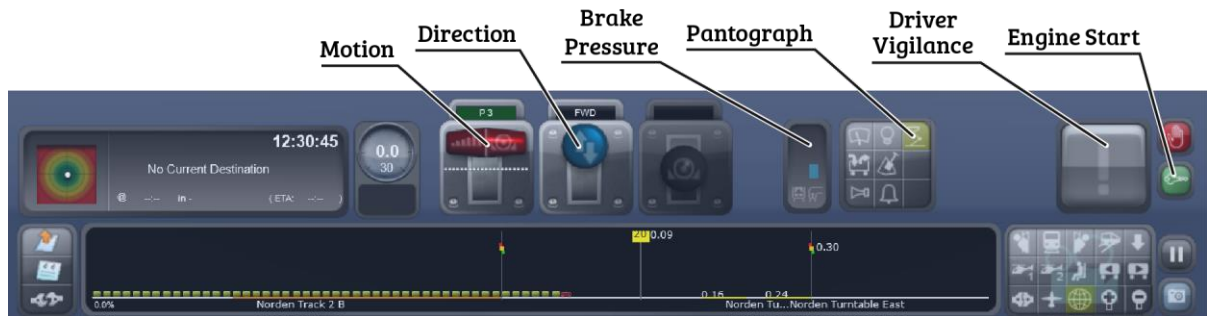 Motion
Direction
Brake
Pressure
Pantograph
Driver
Vigilance
Engine Start
P 3
FWD
12:30:45
No Current Destination
@ --:-- in - ( ETA: --:-- )
0.0
30
20 0.09
0.30
0.16
0.24
0.0%
Norden Track 2 B
Norden Tu...Norden Turntable East